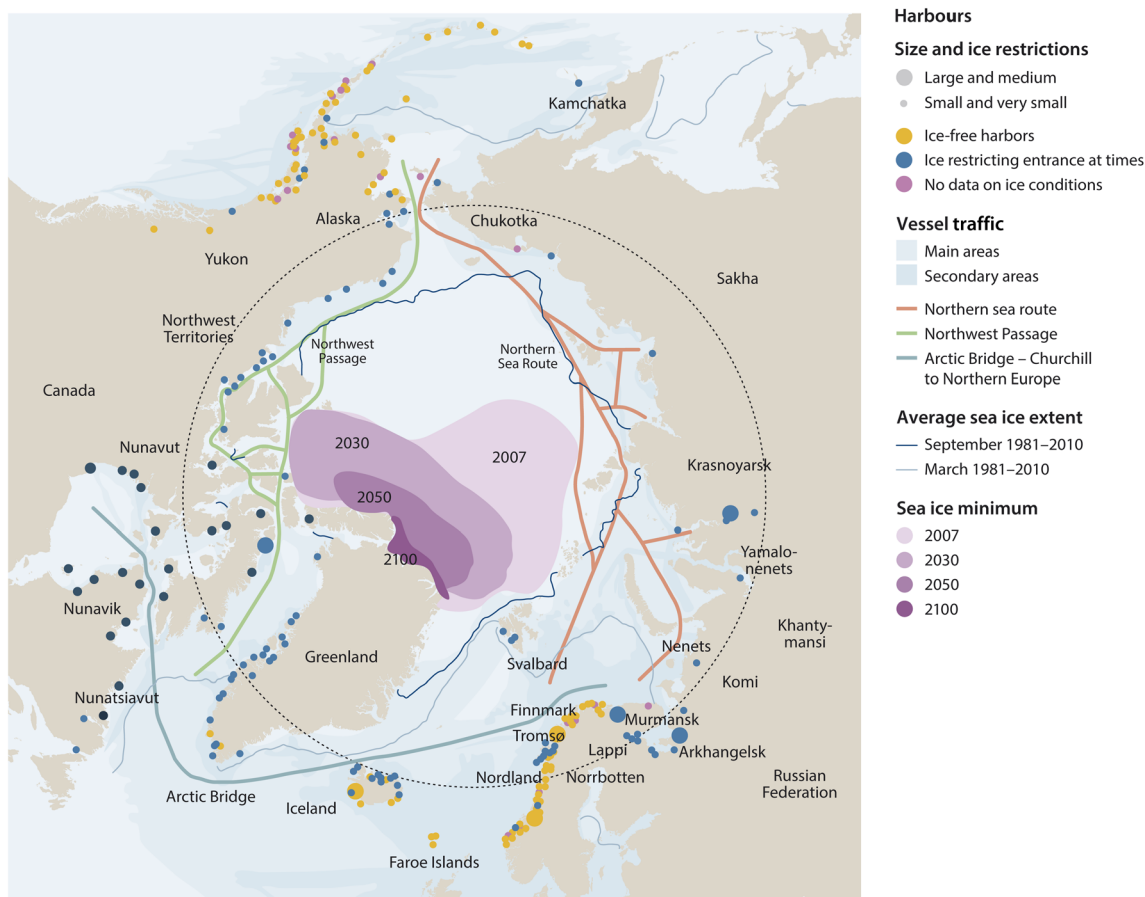 Kamchatka
Alaska
Chukotka
Yukon
Sakha
Northwest
Territories
Northwest
Passage
Northern
Sea Route
Canada
2030
2007
Nunavut
Krasnoyarsk
2050
2100
Yamalo-
nenets
Nunavik
Khanty-
mansi
Greenland
Svalbard
Nenets
Komi
Nunatsiavut
Finnmark
Murmansk
Tromsø
Lappi
Arkhangelsk
Nordland
Norrbotten
Russian
Federation
Arctic Bridge
Iceland
Faroe Islands
Harbours
Size and ice restrictions
Large and medium
Small and very small
Ice-free harbors
Ice restricting entrance at times
No data on ice conditions
Vessel traffic
Main areas
Secondary areas
Northern sea route
Northwest Passage
Arctic Bridge – Churchill
to Northern Europe
Average sea ice extent
September 1981–2010
March 1981–2010
Sea ice minimum
2007
2030
2050
2100